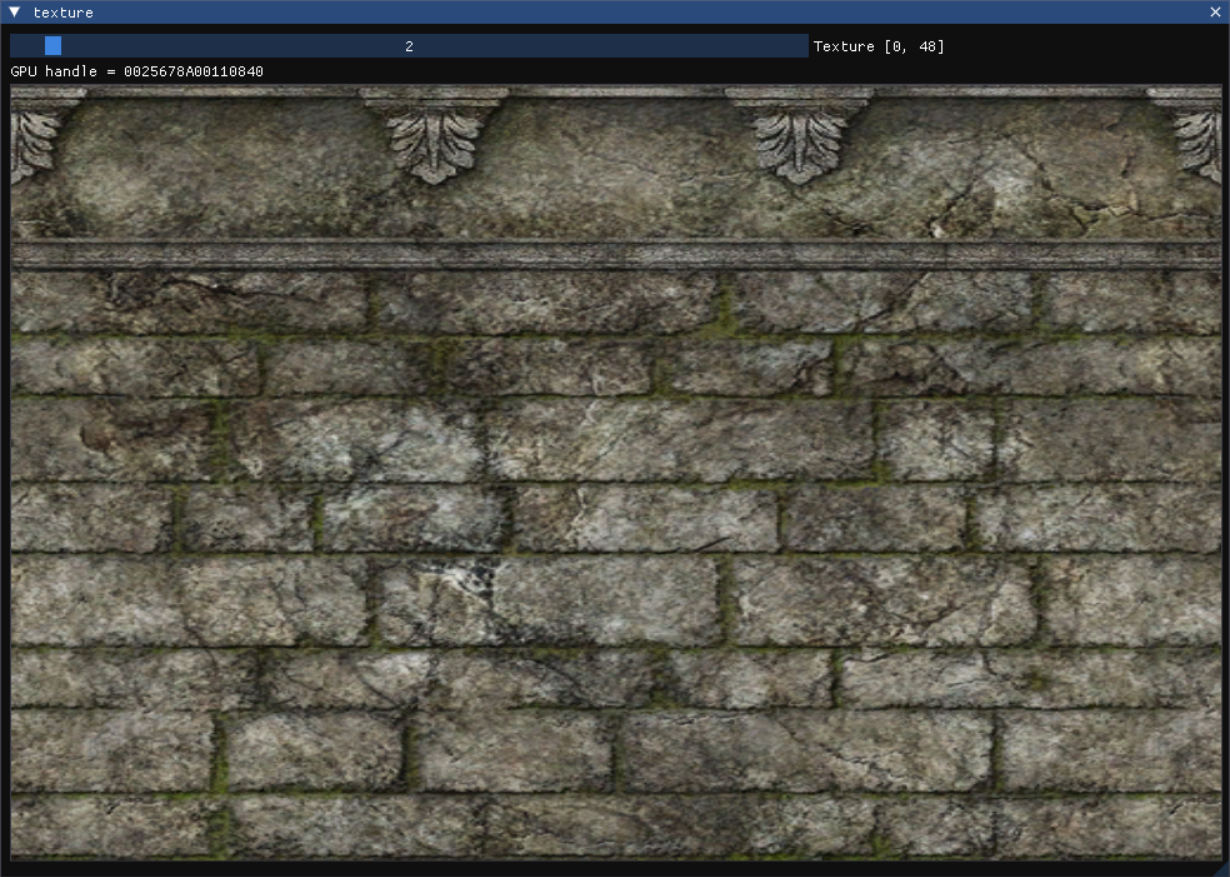 texture
2 Texture [0, 48]
GPU handle = 0025678A00110840